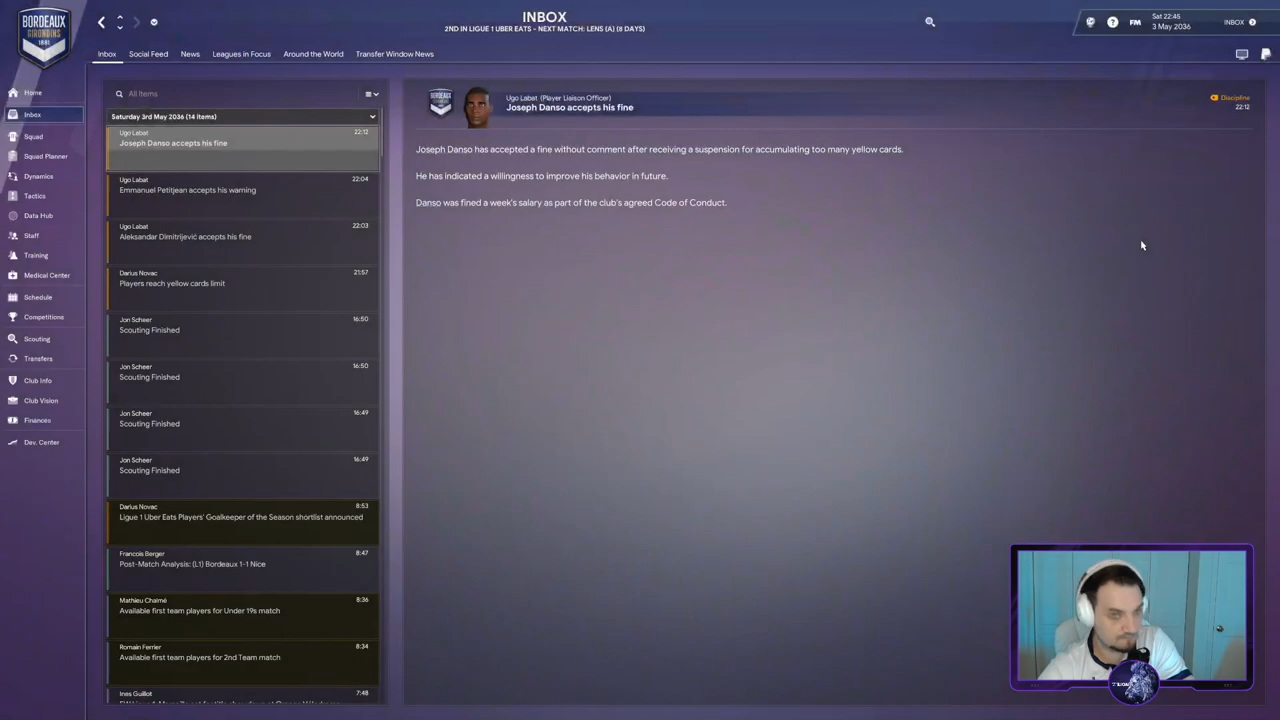 BORDEAUX
GIRONDINS
1881
INBOX
2ND IN LIGUE 1 UBER EATS - NEXT MATCH: LENS (A) (8 DAYS)
FM
Sat 22:45
3 May 2036
INBOX
Inbox
Social Feed
News
Leagues in Focus
Around the World
Transfer Window News
Home
Inbox
Squad
Squad Planner
Dynamics
Tactics
Data Hub
Staff
Training
Medical Center
Schedule
Competitions
Scouting
Transfers
Club Info
Club Vision
Finances
Dev. Center
All Items
Saturday 3rd May 2036 (14 Items)
Ugo Labat 22:12
Joseph Danso accepts his fine
Ugo Labat 22:04
Emmanuel Petitjean accepts his warning
Ugo Labat 22:03
Aleksandar Dimitrijević accepts his fine
Darius Novac 21:57
Players reach yellow cards limit
Jon Scheer 16:50
Scouting Finished
Jon Scheer 16:50
Scouting Finished
Jon Scheer 16:49
Scouting Finished
Jon Scheer 16:49
Scouting Finished
Darius Novac 8:53
Ligue 1 Uber Eats Players' Goalkeeper of the Season shortlist announced
Francois Berger 8:47
Post-Match Analysis: (L1) Bordeaux 1-1 Nice
Mathieu Chalmé 8:36
Available first team players for Under 19s match
Romain Ferrier 8:34
Available first team players for 2nd Team match
Ines Guillot 7:48
Ugo Labat (Player Liaison Officer)
Joseph Danso accepts his fine
Discipline
22:12
Joseph Danso has accepted a fine without comment after receiving a suspension for accumulating too many yellow cards.
He has indicated a willingness to improve his behavior in future.
Danso was fined a week's salary as part of the club's agreed Code of Conduct.